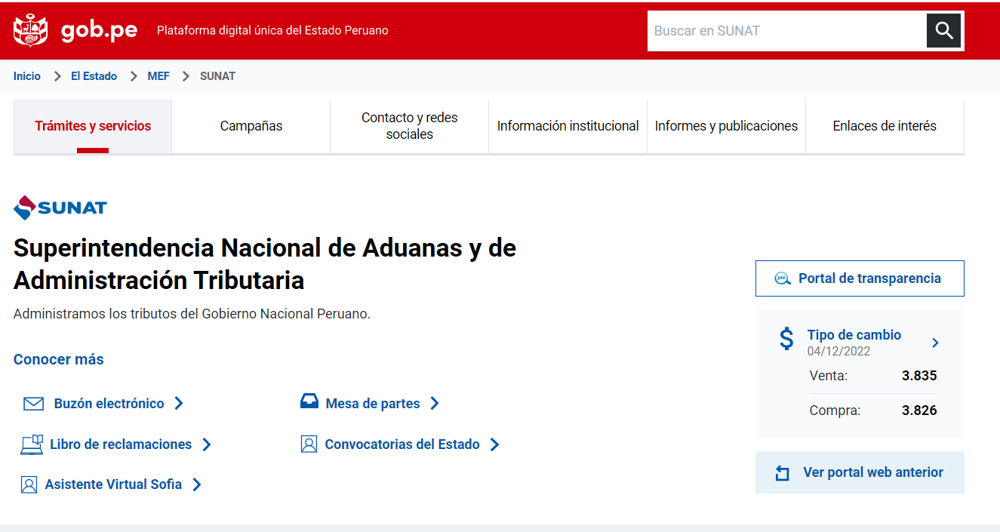 gob.pe
Plataforma digital única del Estado Peruano
Buscar en SUNAT
Inicio
El Estado
MEF
SUNAT
Trámites y servicios
Campañas
Contacto y redes
sociales
Información institucional
Informes y publicaciones
Enlaces de interés
SUNAT
Superintendencia Nacional de Aduanas y de
Administración Tributaria
Administramos los tributos del Gobierno Nacional Peruano.
Conocer más
Buzón electrónico
Mesa de partes
Libro de reclamaciones
Convocatorias del Estado
Asistente Virtual Sofia
pte
Portal de transparencia
$
Tipo de cambio
04/12/2022
Venta: 3.835
Compra: 3.826
Ver portal web anterior